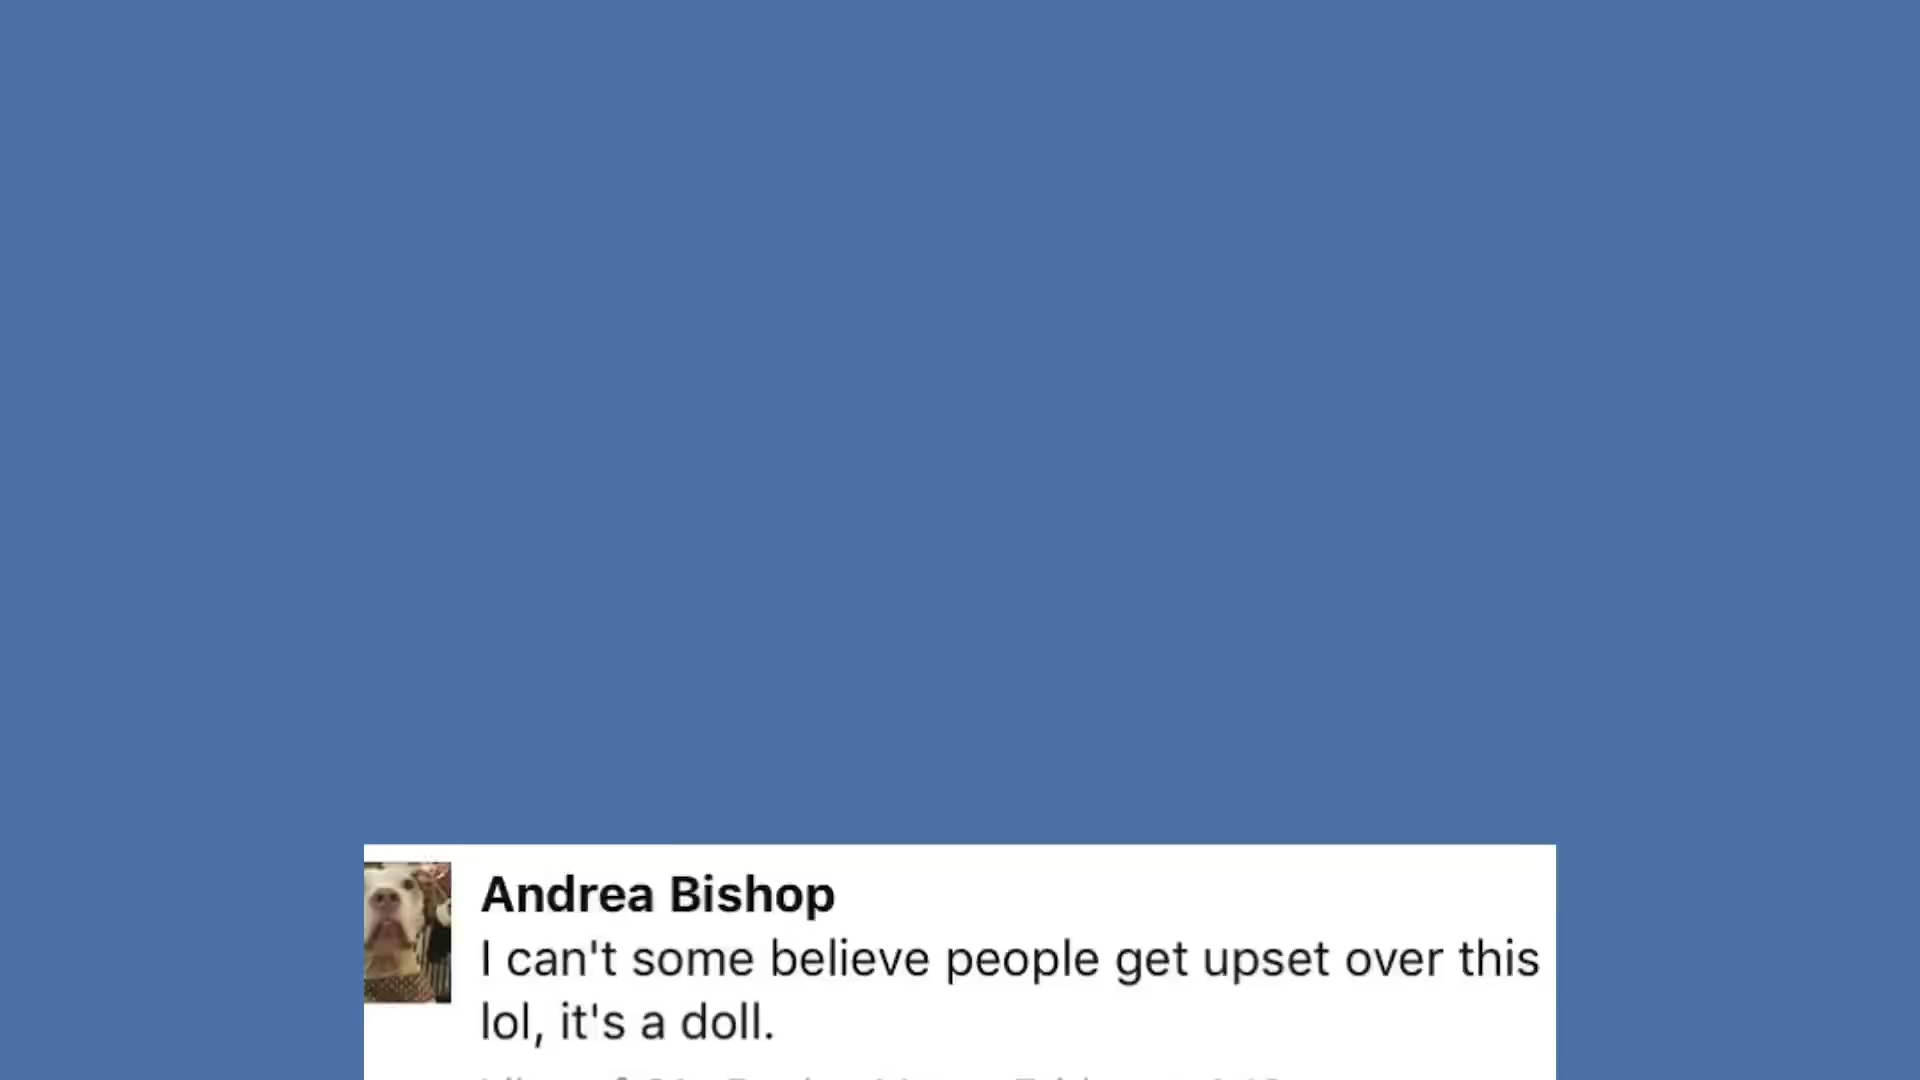 Andrea Bishop
I can't some believe people get upset over this
lol, it's a doll.